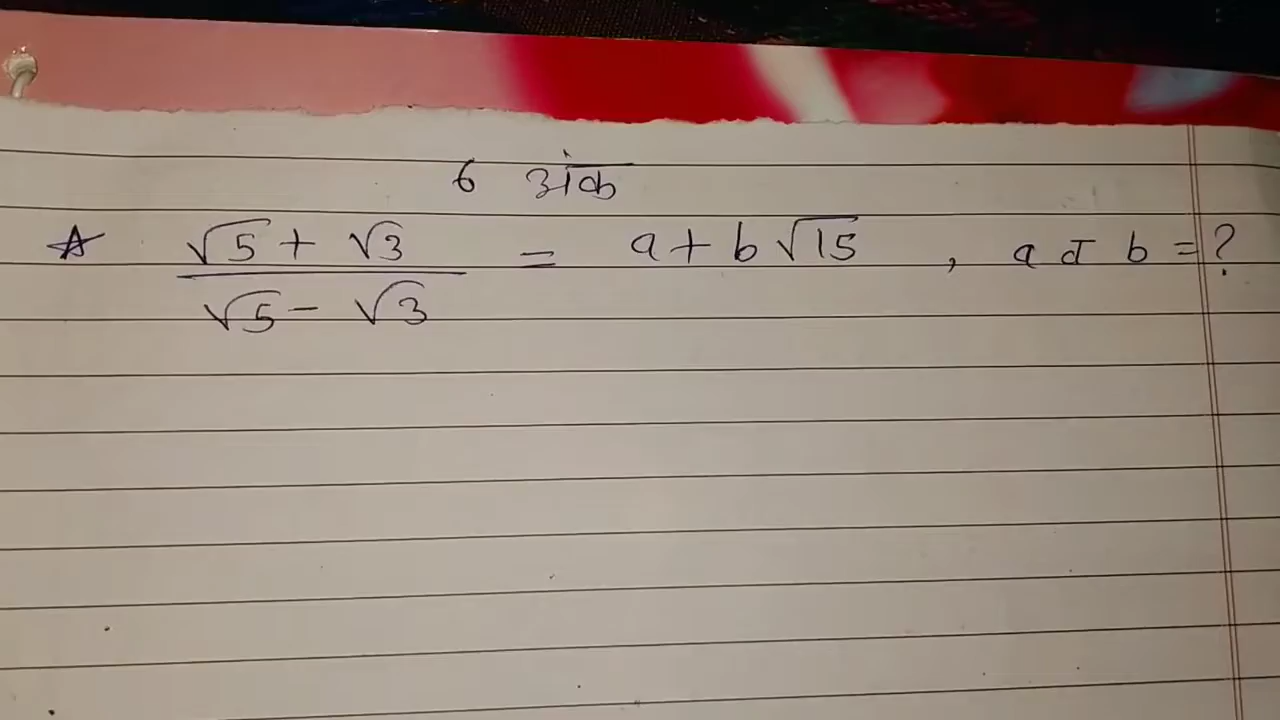 6 अंक
☆ √5 + √3 / √5 - √3 = a + b √15 , a व b = ?